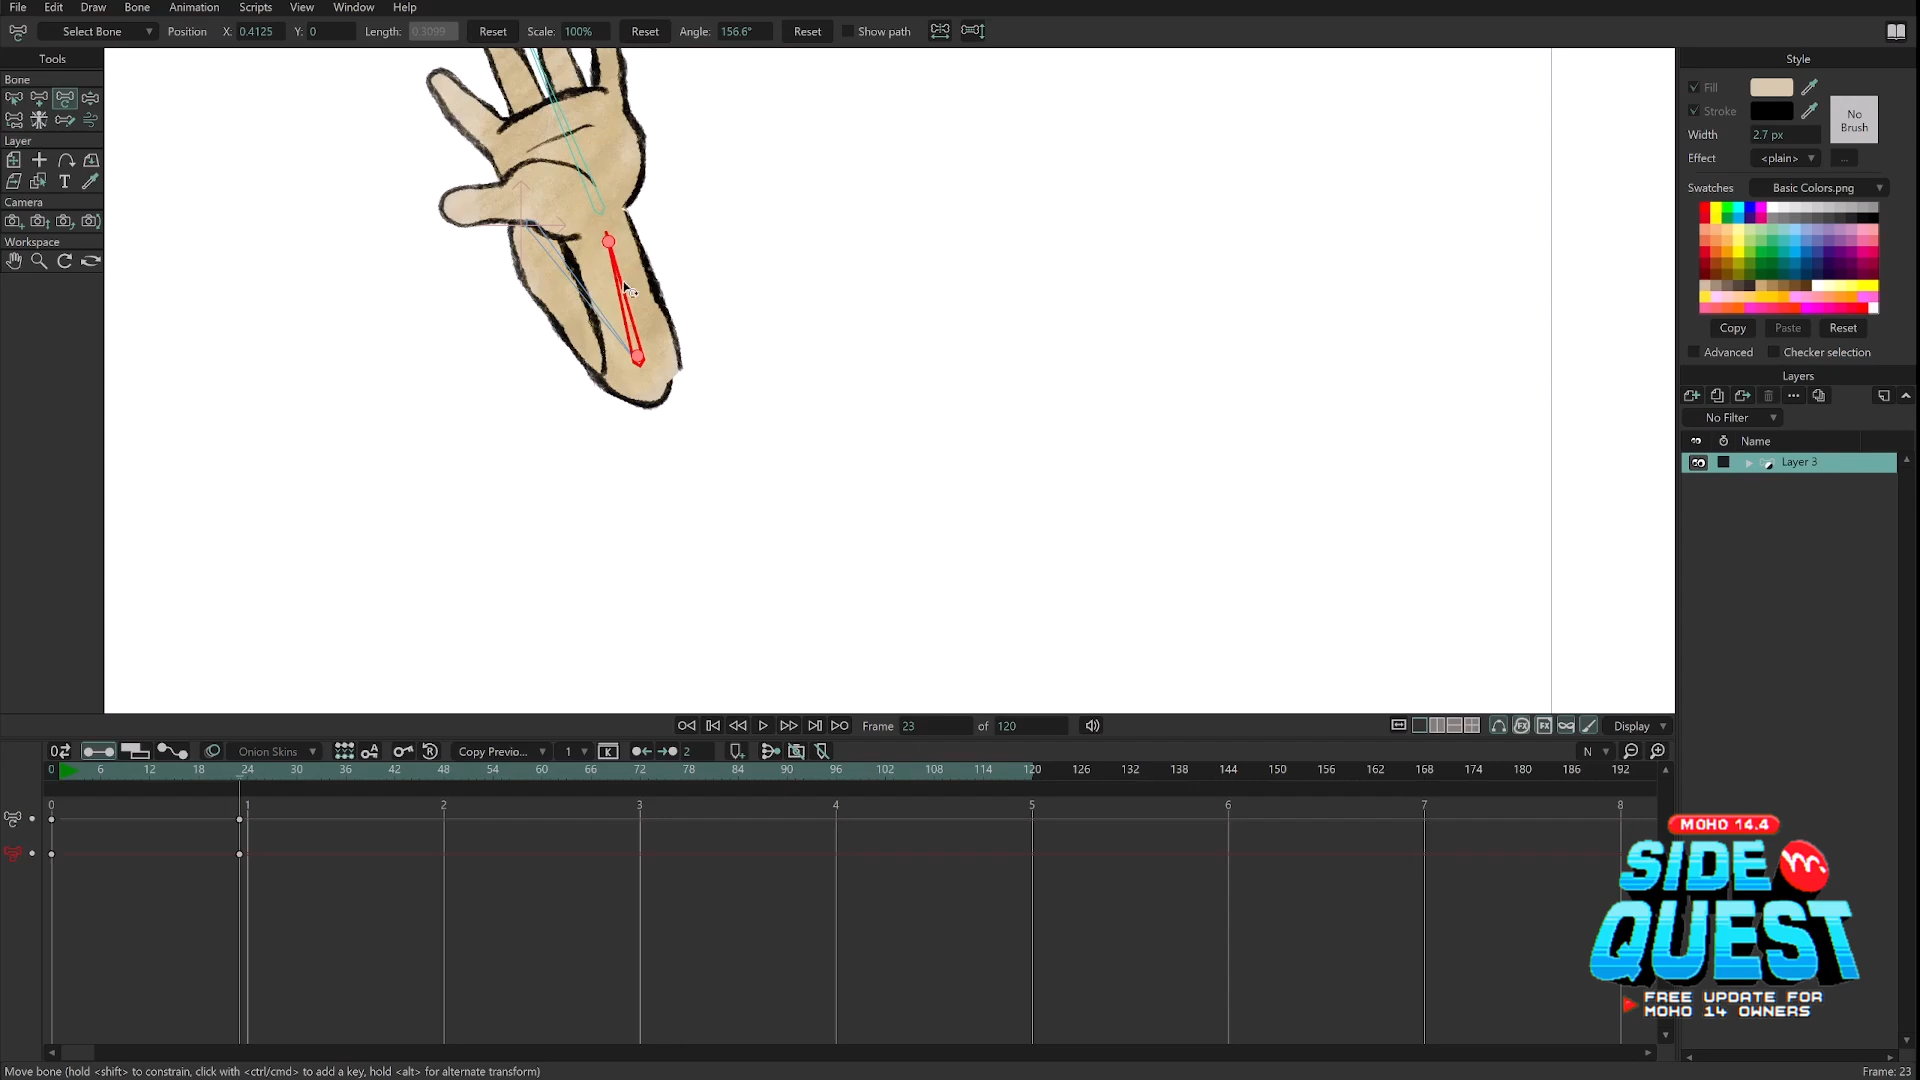 File Edit Draw Bone Animation Scripts View Window Help
Select Bone Position X: 0.4125 Y: 0 Length: 0.3099 Reset Scale: 100% Reset Angle: 156.6° Reset Show path
Tools
Bone
Layer
Camera
Workspace
Style
Fill
Stroke
No Brush
Width 2.7 px
Effect <plain> ...
Swatches Basic Colors.png
Copy Paste Reset
Advanced Checker selection
Layers
No Filter
Name
Layer 3
Frame 23 of 120 Display
Onion Skins Copy Previo... 1 K 2 N
0 6 12 18 24 30 36 42 48 54 60 66 72 78 84 90 96 102 108 114 120 126 132 138 144 150 156 162 168 174 180 186 192
0 1 2 3 4 5 6 7 8
MOHO 14.4
SIDE
QUEST
FREE UPDATE FOR
MOHO 14 OWNERS
Move bone (hold <shift> to constrain, click with <ctrl/cmd> to add a key, hold <alt> for alternate transform)
Frame: 23